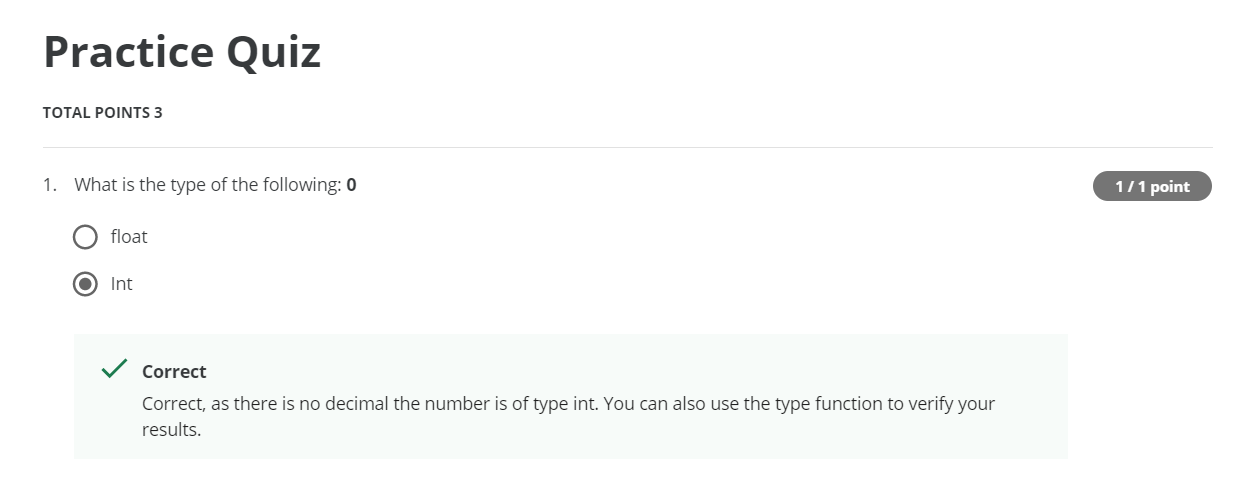 Practice Quiz
TOTAL POINTS 3
1. What is the type of the following: 0
1 / 1 point
float
Int
Correct
Correct, as there is no decimal the number is of type int. You can also use the type function to verify your
results.